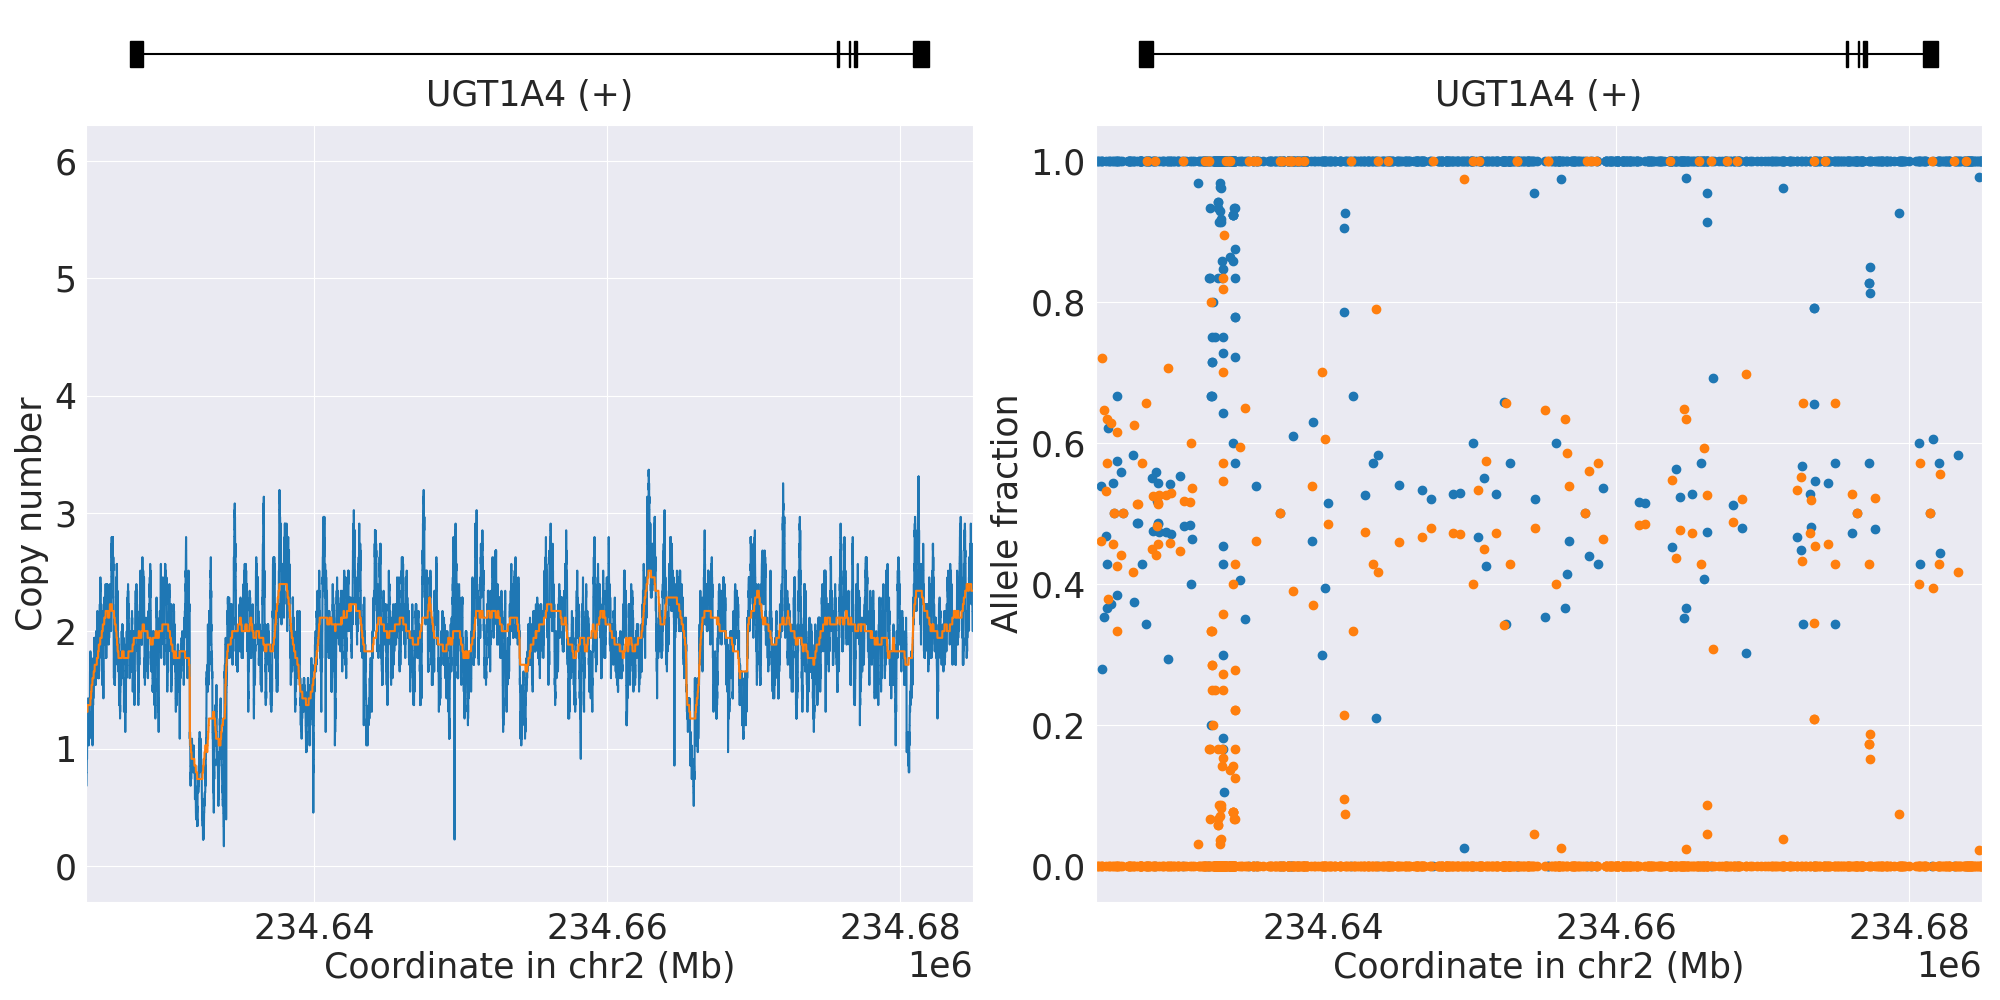 UGT1A4 (+)
Copy number
6
5
4
3
2
1
0
234.64 234.66 234.68
1e6
Coordinate in chr2 (Mb)
UGT1A4 (+)
Allele fraction
1.0
0.8
0.6
0.4
0.2
0.0
234.64 234.66 234.68
1e6
Coordinate in chr2 (Mb)